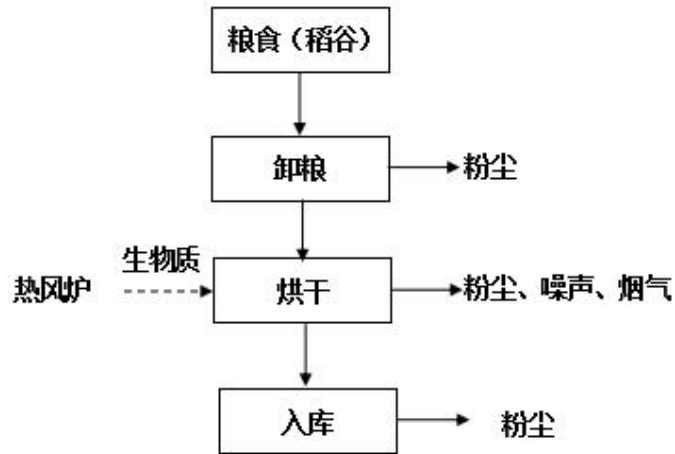 粮食（稻谷）
卸粮
粉尘
生物质
热风炉
烘干
粉尘、噪声、烟气
入库
粉尘